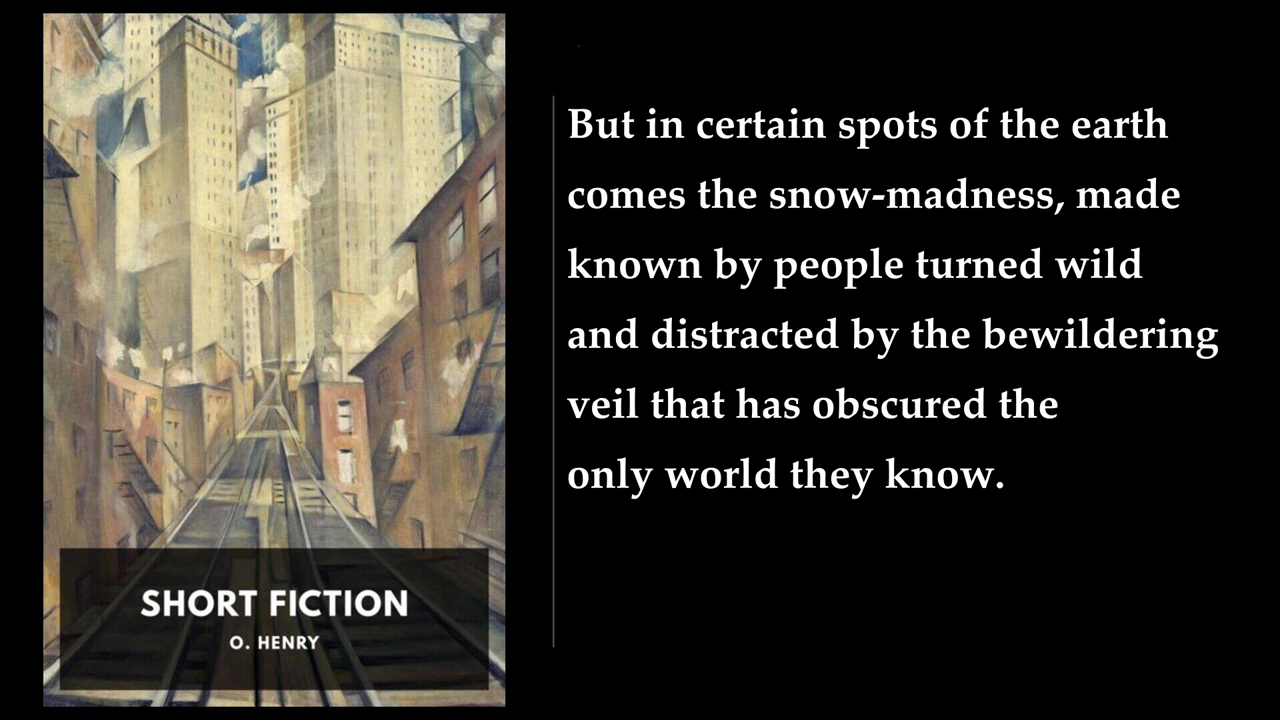 But in certain spots of the earth
comes the snow-madness, made
known by people turned wild
and distracted by the bewildering
veil that has obscured the
only world they know.
SHORT FICTION
O. HENRY